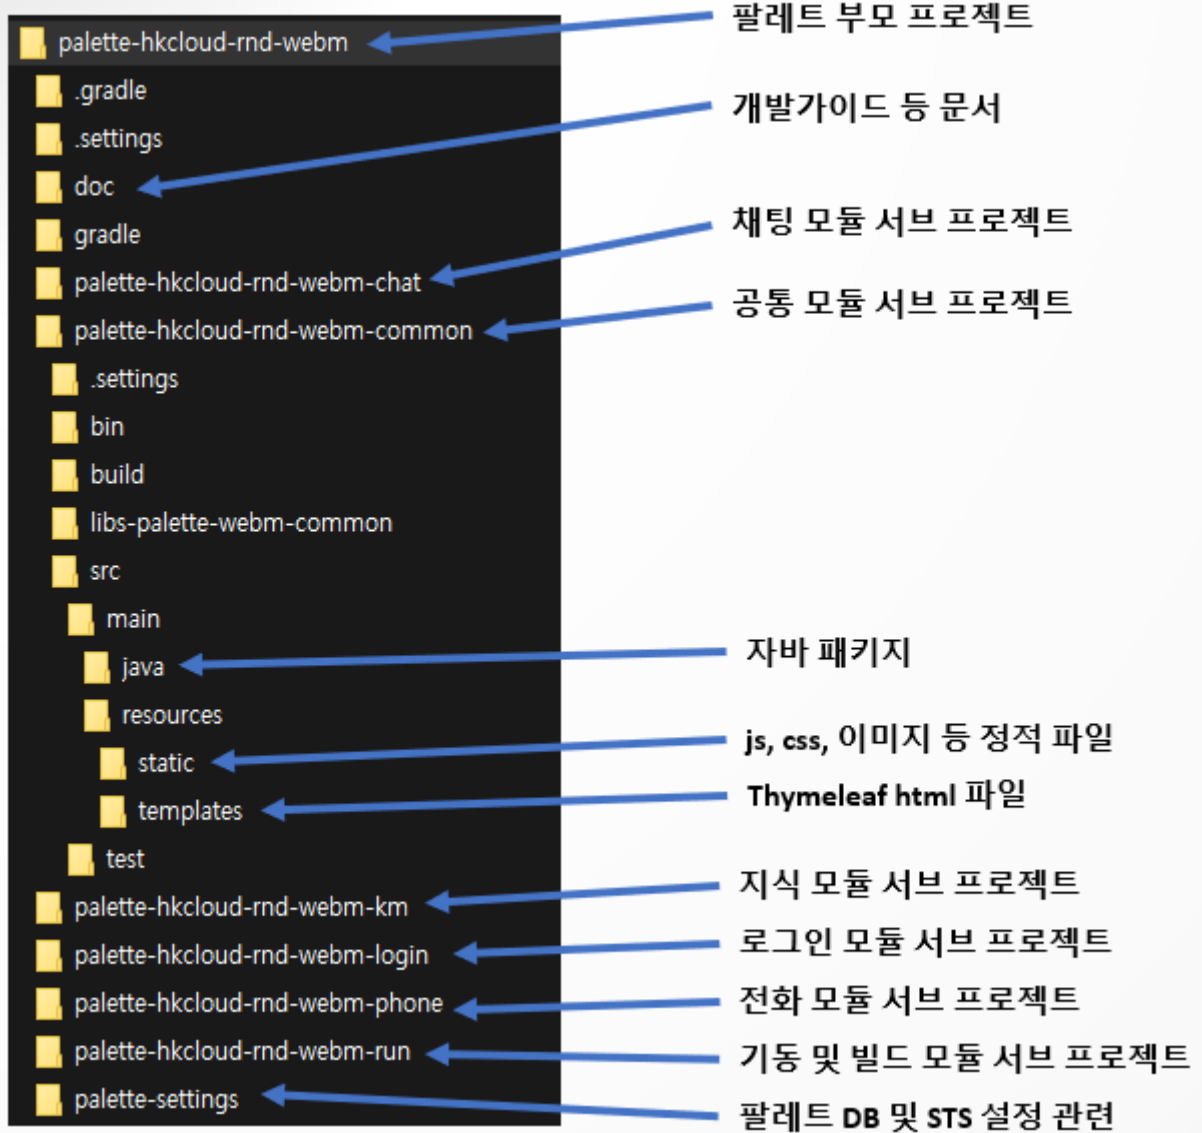 palette-hkcloud-rnd-webm
팔레트 부모 프로젝트
.gradle
개발가이드 등 문서
.settings
doc
gradle
채팅 모듈 서브 프로젝트
palette-hkcloud-rnd-webm-chat
공통 모듈 서브 프로젝트
palette-hkcloud-rnd-webm-common
.settings
bin
build
libs-palette-webm-common
src
main
자바 패키지
java
resources
js, css, 이미지 등 정적 파일
static
Thymeleaf html 파일
templates
test
지식 모듈 서브 프로젝트
palette-hkcloud-rnd-webm-km
로그인 모듈 서브 프로젝트
palette-hkcloud-rnd-webm-login
전화 모듈 서브 프로젝트
palette-hkcloud-rnd-webm-phone
기동 및 빌드 모듈 서브 프로젝트
palette-hkcloud-rnd-webm-run
팔레트 DB 및 STS 설정 관련
palette-settings